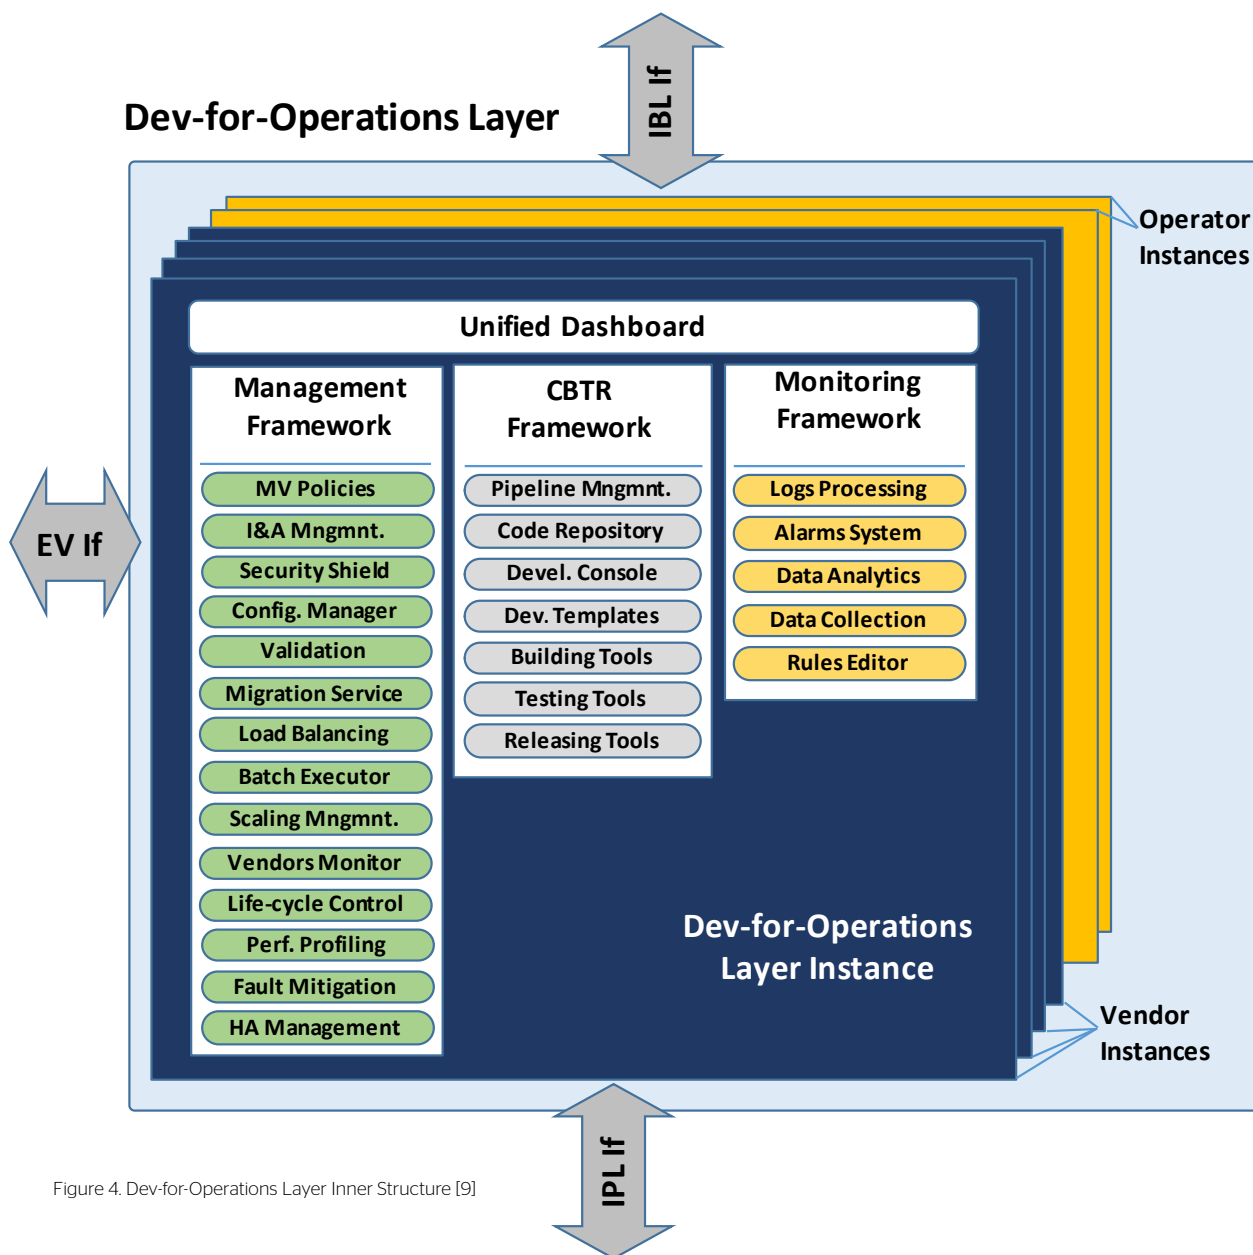 IBL If
Dev-for-Operations Layer
Operator
Instances
Unified Dashboard
Management
Framework
MV Policies
I&A Mngmnt.
Security Shield
Config. Manager
Validation
Migration Service
Load Balancing
Batch Executor
Scaling Mngmnt.
Vendors Monitor
Life-cycle Control
Perf. Profiling
Fault Mitigation
HA Management
CBTR
Framework
Pipeline Mngmnt.
Code Repository
Devel. Console
Dev. Templates
Building Tools
Testing Tools
Releasing Tools
Monitoring
Framework
Logs Processing
Alarms System
Data Analytics
Data Collection
Rules Editor
EV If
Dev-for-Operations
Layer Instance
Vendor
Instances
IPL If
Figure 4. Dev-for-Operations Layer Inner Structure [9]